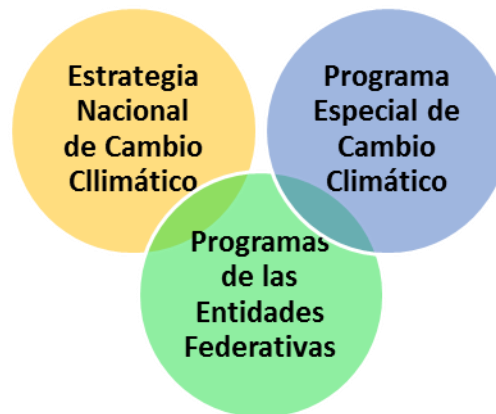 Estrategia
Nacional
de Cambio
Cllimático
Programa
Especial de
Cambio
Climático
Programas
de las
Entidades
Federativas